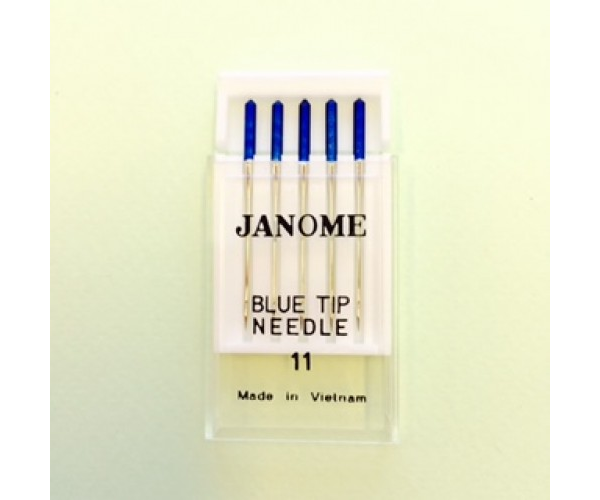 JANOME
BLUE TIP
NEEDLE
11
Made in Vietnam